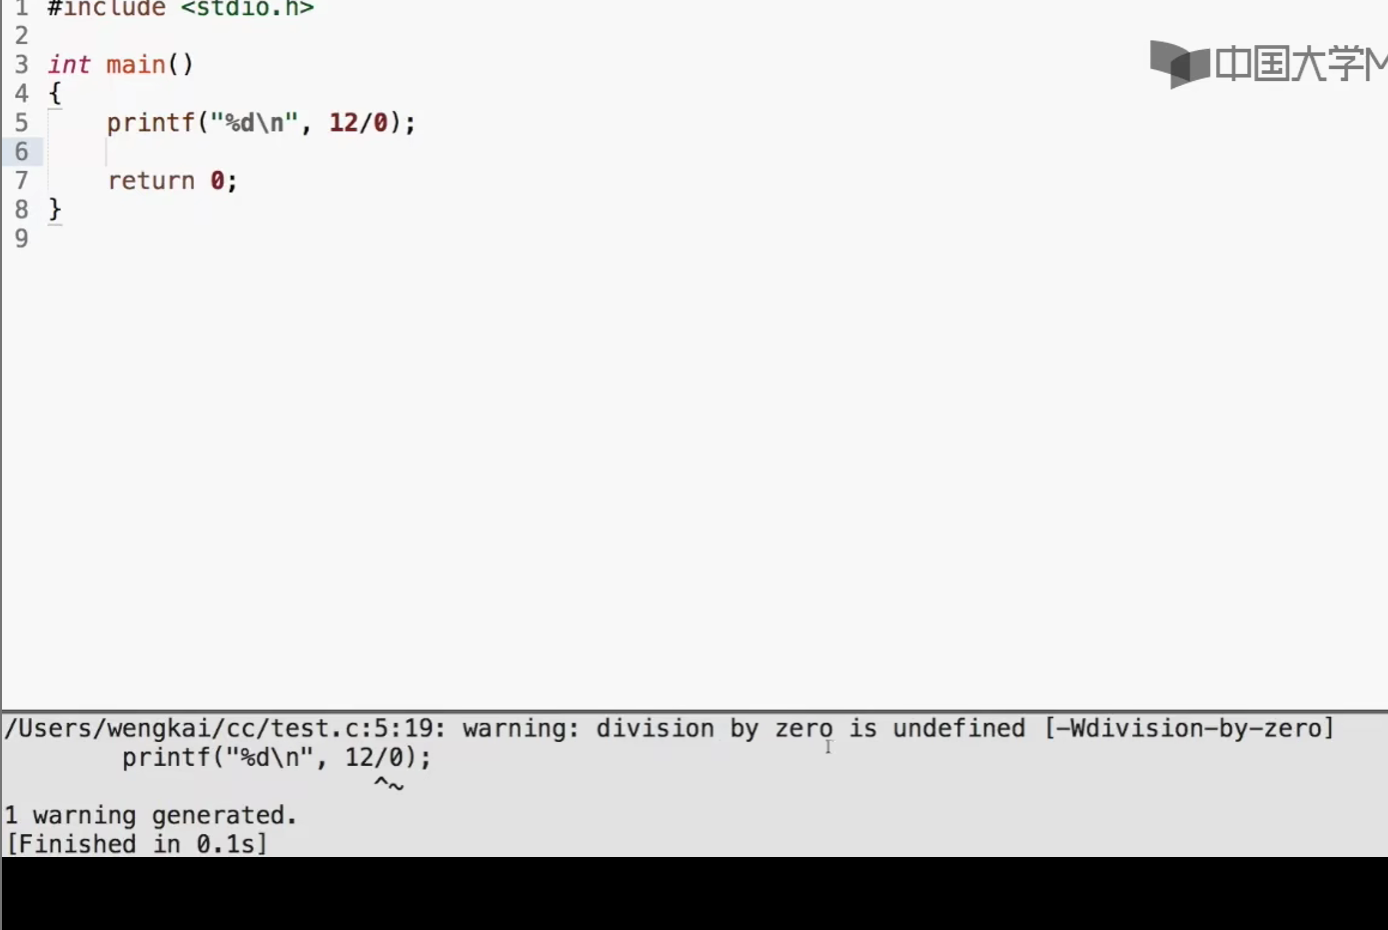 1 #include <stdio.h>
2
3 int main()
4 {
5     printf("%d\n", 12/0);
6
7     return 0;
8 }
9
中国大学M
/Users/wengkai/cc/test.c:5:19: warning: division by zero is undefined [-Wdivision-by-zero]
        printf("%d\n", 12/0);
                         ^~
1 warning generated.
[Finished in 0.1s]